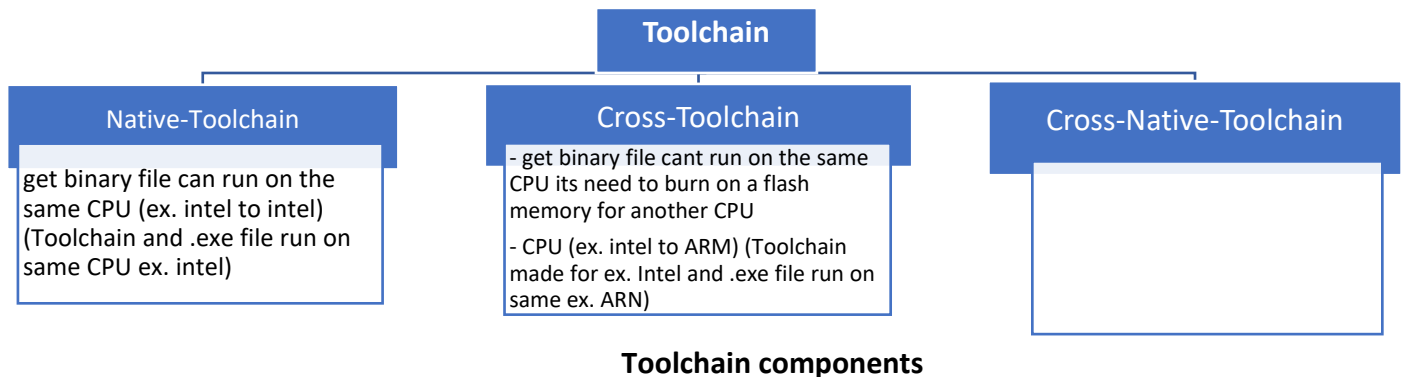 Toolchain
Native-Toolchain
get binary file can run on the
same CPU (ex. intel to intel)
(Toolchain and .exe file run on
same CPU ex. intel)
Cross-Toolchain
- get binary file cant run on the same
CPU its need to burn on a flash
memory for another CPU
- CPU (ex. intel to ARM) (Toolchain
made for ex. Intel and .exe file run on
same ex. ARN)
Cross-Native-Toolchain
Toolchain components